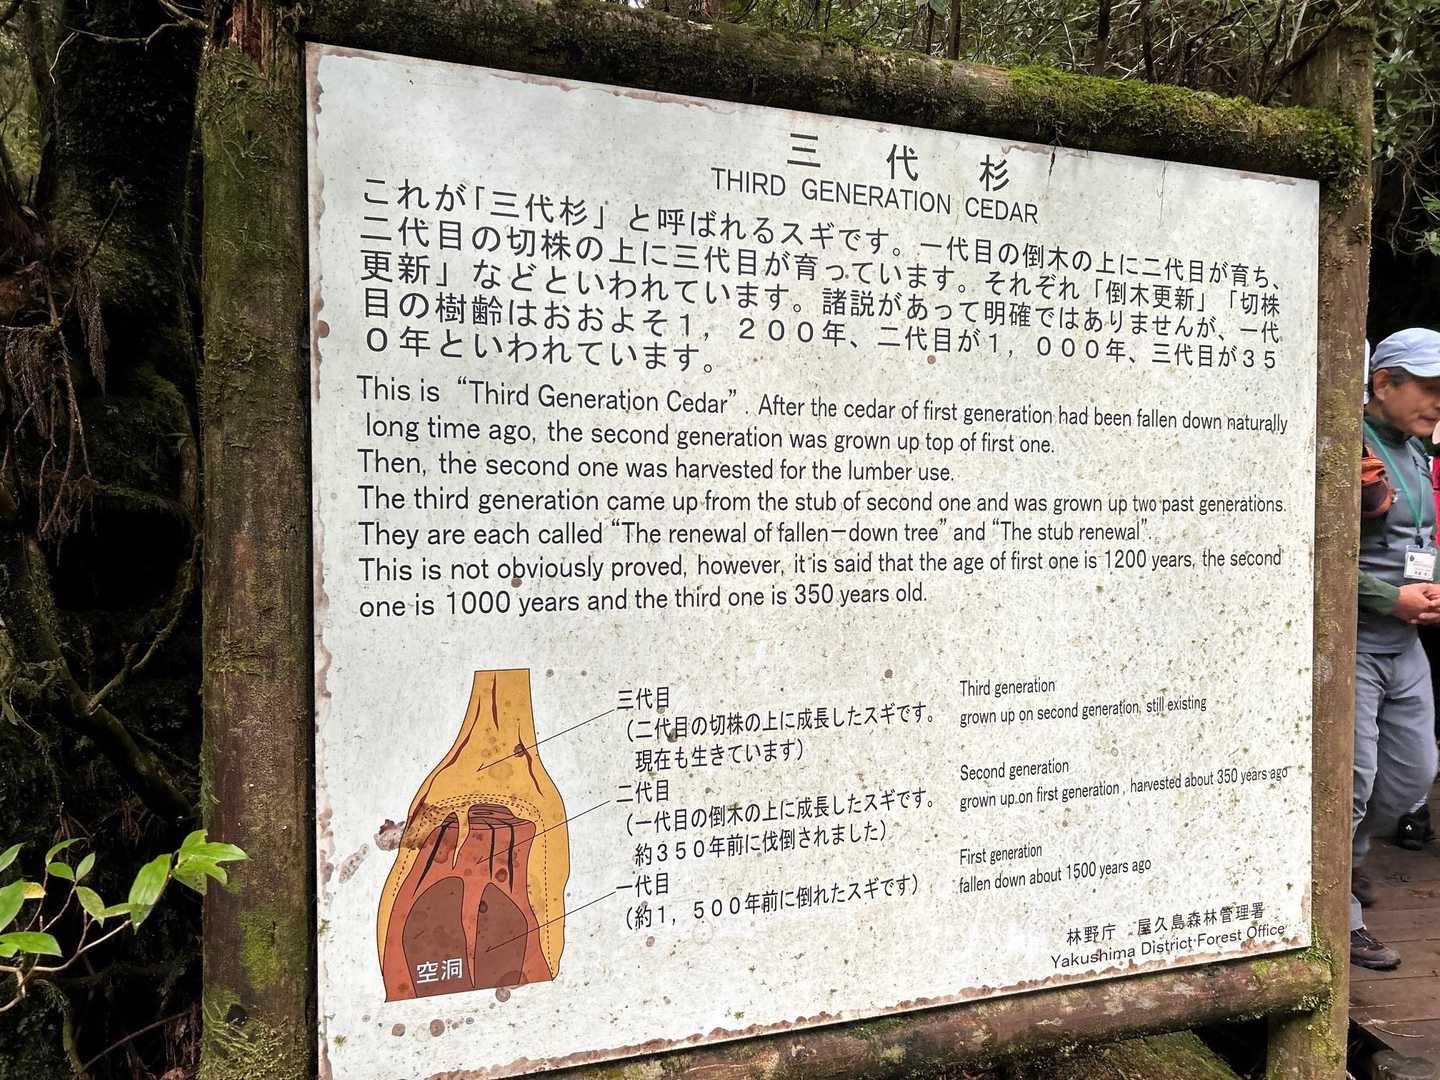 三代杉
THIRD GENERATION CEDAR
これが「三代杉」と呼ばれるスギです。一代目の倒木の上に二代目が育ち、
二代目の切株の上に三代目が育っています。それぞれ「倒木更新」「切株
更新」などといわれています。諸説があって明確ではありませんが、一代
目の樹齢はおおよそ1，200年、二代目が1，000年、三代目が35
0年といわれています。
This is “Third Generation Cedar”. After the cedar of first generation had been fallen down naturally
long time ago, the second generation was grown up top of first one.
Then, the second one was harvested for the lumber use.
The third generation came up from the stub of second one and was grown up two past generations.
They are each called “The renewal of fallen-down tree” and “The stub renewal”.
This is not obviously proved, however, it is said that the age of first one is 1200 years, the second
one is 1000 years and the third one is 350 years old.
三代目
（二代目の切株の上に成長したスギです。
現在も生きています）
二代目
（一代目の倒木の上に成長したスギです。
約350年前に伐倒されました）
一代目
（約1，500年前に倒れたスギです）
空洞
Third generation
grown up on second generation, still existing
Second generation
grown up on first generation, harvested about 350 years ago
First generation
fallen down about 1500 years ago
林野庁 屋久島森林管理署
Yakushima District Forest Office